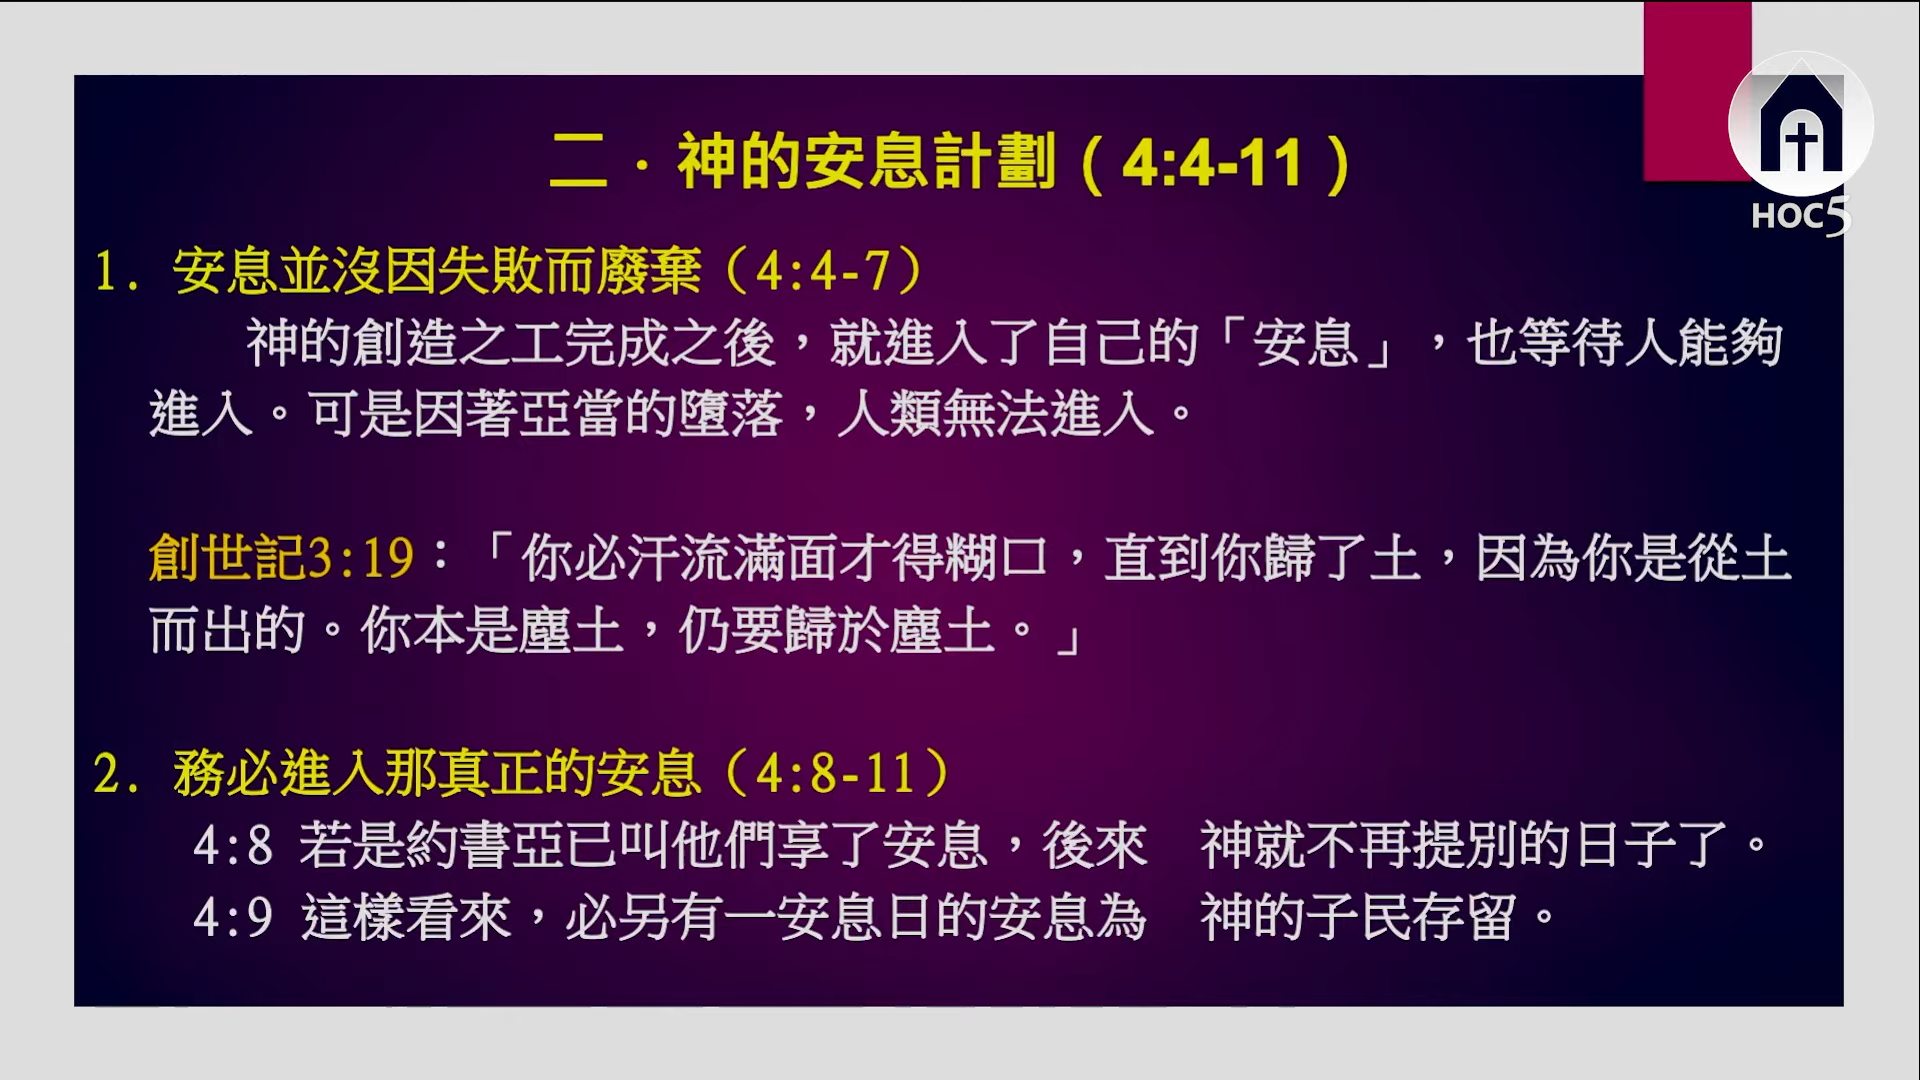 二．神的安息計劃（4:4-11）
HOC5
1. 安息並沒因失敗而廢棄（4:4-7）
神的創造之工完成之後，就進入了自己的「安息」，也等待人能夠
進入。可是因著亞當的墮落，人類無法進入。
創世記3:19：「你必汗流滿面才得糊口，直到你歸了土，因為你是從土
而出的。你本是塵土，仍要歸於塵土。」
2. 務必進入那真正的安息（4:8-11）
4:8 若是約書亞已叫他們享了安息，後來　神就不再提別的日子了。
4:9 這樣看來，必另有一安息日的安息為　神的子民存留。